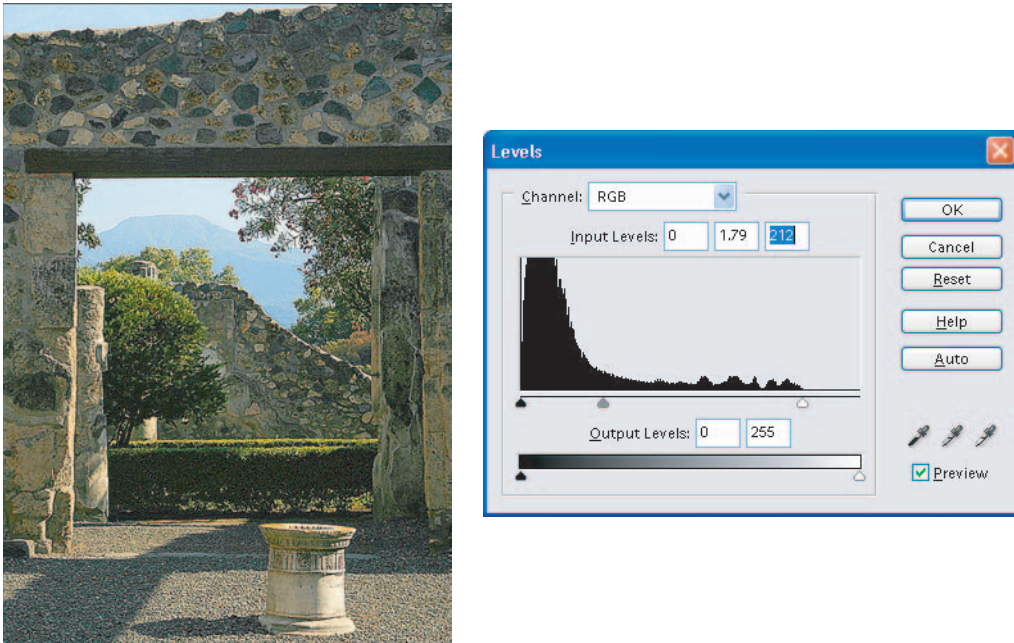 Levels
Channel: RGB
OK
Input Levels: 0 1.79 212
Cancel
Reset
Help
Auto
Output Levels: 0 255
Preview